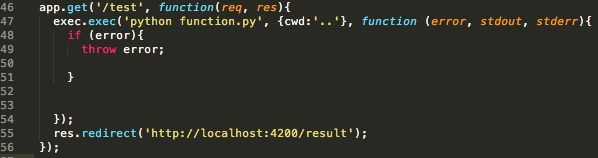 46 app.get('/test', function(req, res){
47 exec.exec('python function.py', {cwd:'..'}, function (error, stdout, stderr){
48 if (error){
49 throw error;
50
51 }
52
53
54 });
55 res.redirect('http://localhost:4200/result');
56 });